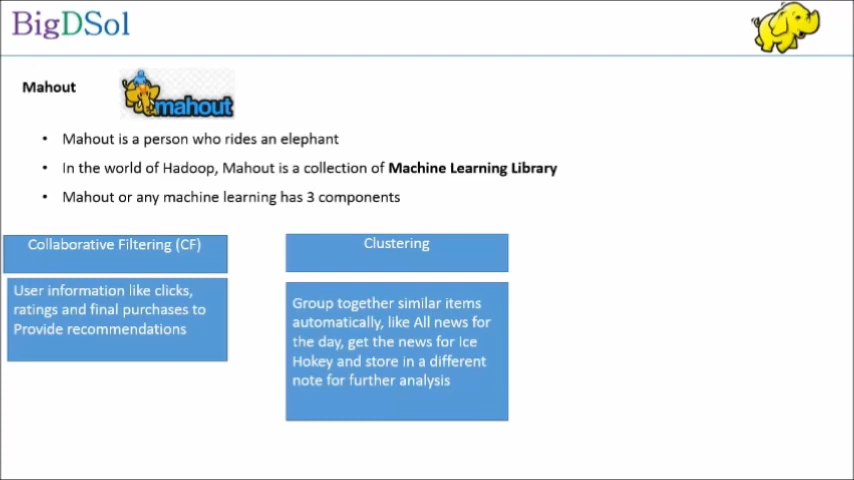 BigDSol
Mahout
mahout
• Mahout is a person who rides an elephant
• In the world of Hadoop, Mahout is a collection of Machine Learning Library
• Mahout or any machine learning has 3 components
Collaborative Filtering (CF)
User information like clicks,
ratings and final purchases to
Provide recommendations
Clustering
Group together similar items
automatically, like All news for
the day, get the news for Ice
Hokey and store in a different
note for further analysis